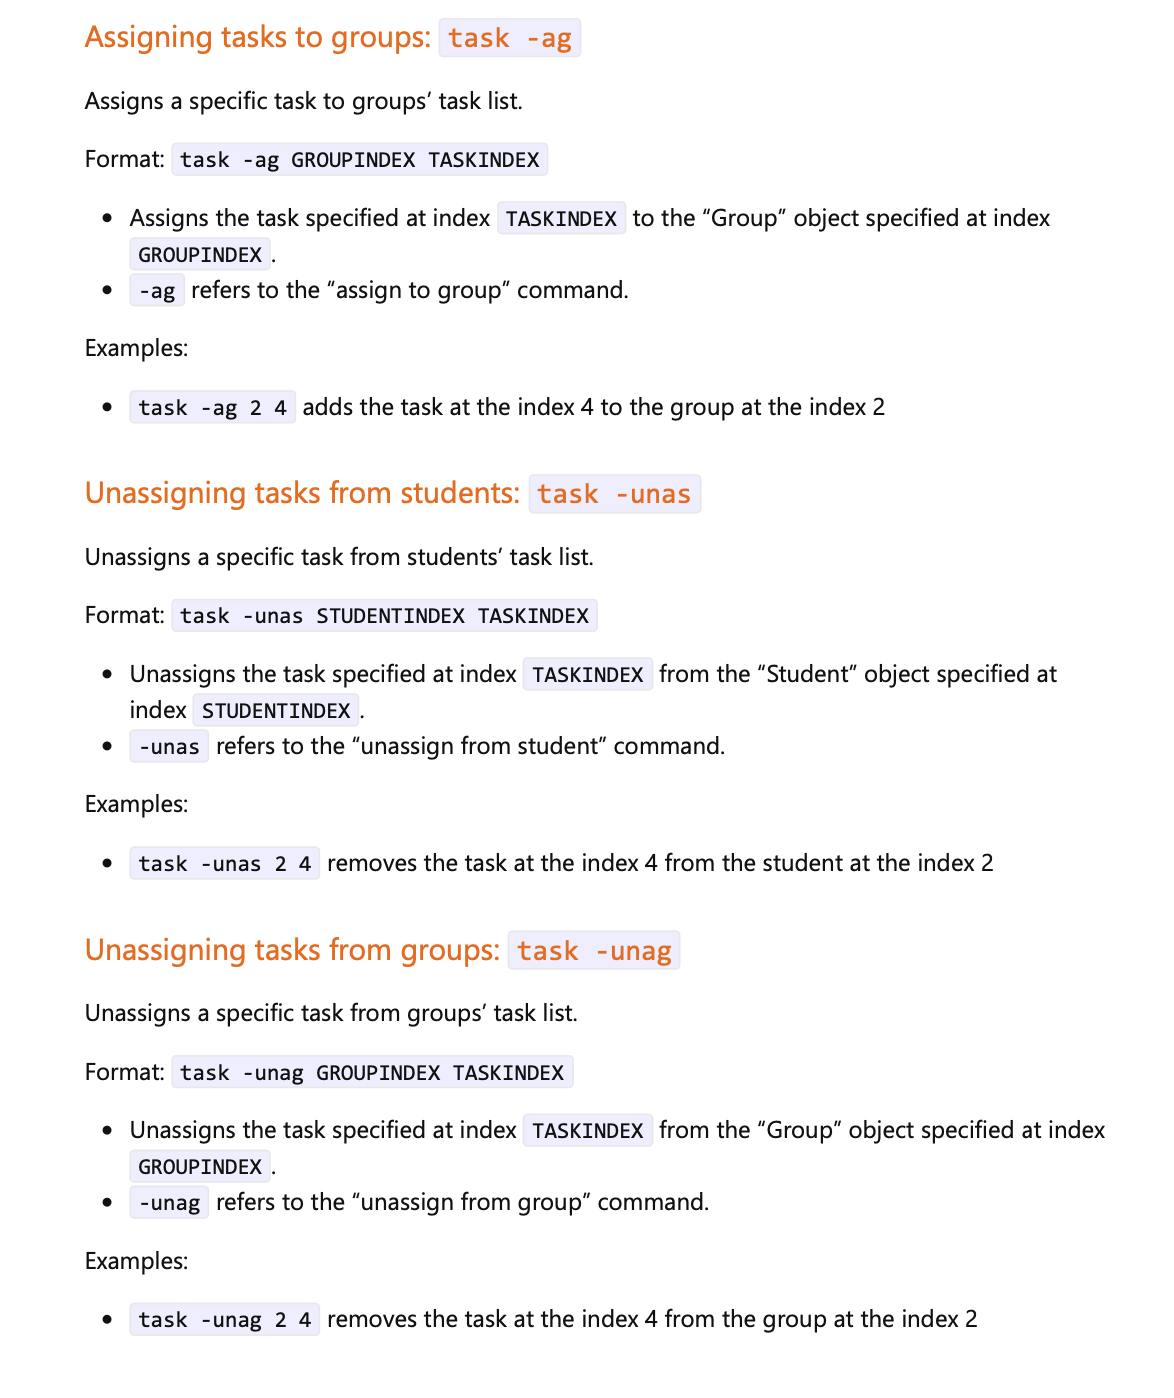 Assigning tasks to groups: task -ag
Assigns a specific task to groups’ task list.
Format: task -ag GROUPINDEX TASKINDEX
• Assigns the task specified at index TASKINDEX to the “Group” object specified at index
GROUPINDEX .
• -ag refers to the “assign to group” command.
Examples:
• task -ag 2 4 adds the task at the index 4 to the group at the index 2
Unassigning tasks from students: task -unas
Unassigns a specific task from students’ task list.
Format: task -unas STUDENTINDEX TASKINDEX
• Unassigns the task specified at index TASKINDEX from the “Student” object specified at
index STUDENTINDEX .
• -unas refers to the “unassign from student” command.
Examples:
• task -unas 2 4 removes the task at the index 4 from the student at the index 2
Unassigning tasks from groups: task -unag
Unassigns a specific task from groups’ task list.
Format: task -unag GROUPINDEX TASKINDEX
• Unassigns the task specified at index TASKINDEX from the “Group” object specified at index
GROUPINDEX .
• -unag refers to the “unassign from group” command.
Examples:
• task -unag 2 4 removes the task at the index 4 from the group at the index 2